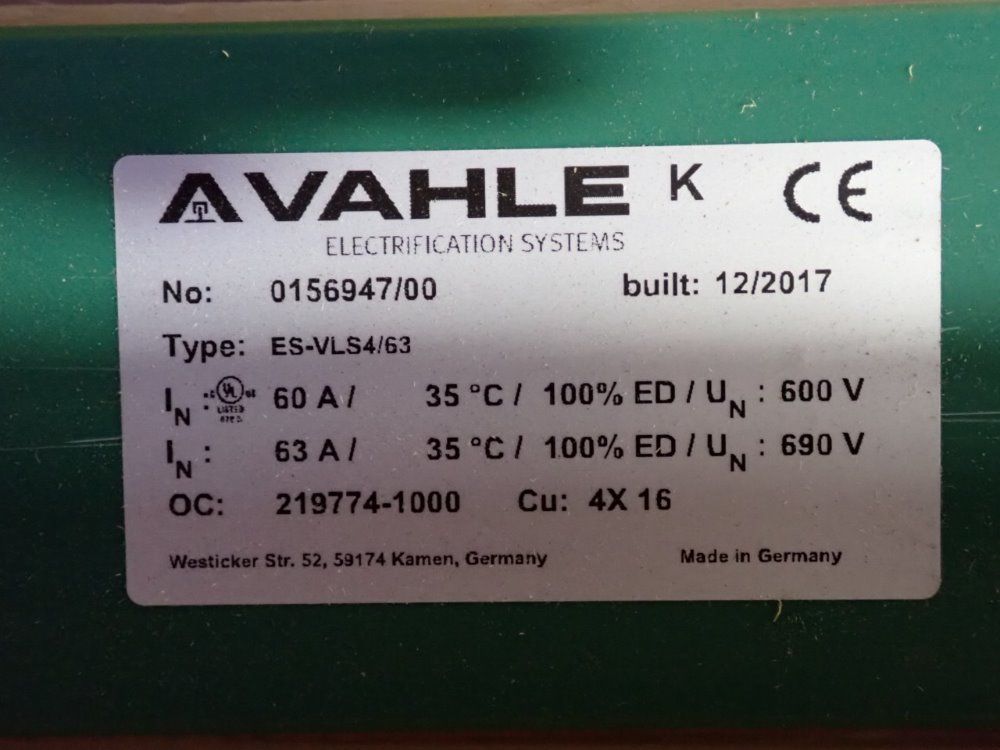 VAHLE K CE
ELECTRIFICATION SYSTEMS
No: 0156947/00 built: 12/2017
Type: ES-VLS4/63
IN : UL LISTED 60 A / 35 °C / 100% ED / UN : 600 V
IN : 63 A / 35 °C / 100% ED / UN : 690 V
OC: 219774-1000 Cu: 4X 16
Westicker Str. 52, 59174 Kamen, Germany Made in Germany